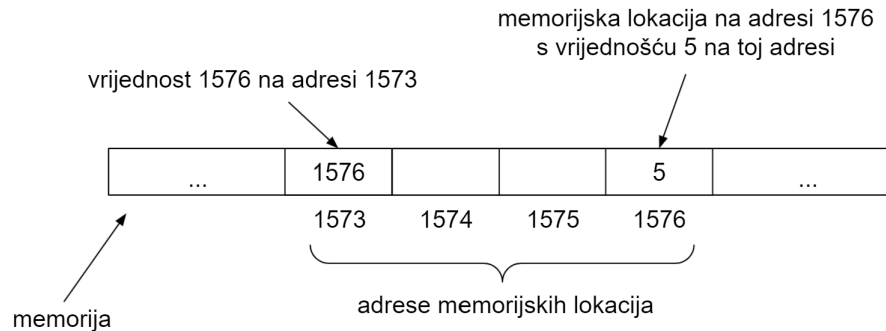 memorijska lokacija na adresi 1576
s vrijednošću 5 na toj adresi
vrijednost 1576 na adresi 1573
... 1576 5 ...
1573 1574 1575 1576
adrese memorijskih lokacija
memorija